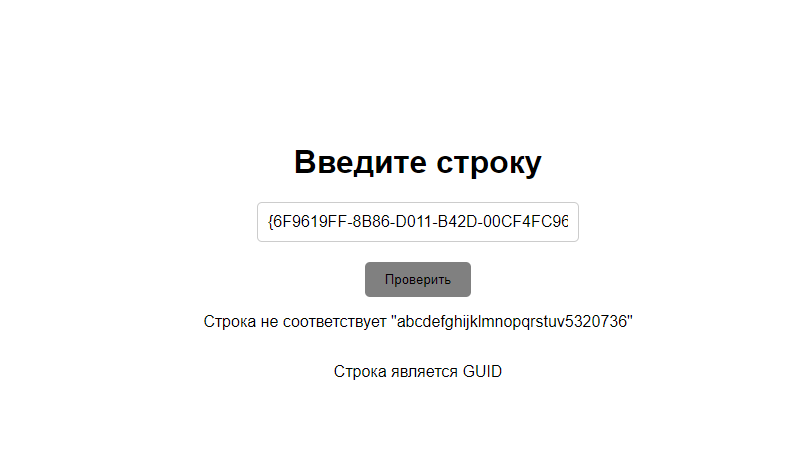 Введите строку
{6F9619FF-8B86-D011-B42D-00CF4FC96
Проверить
Строка не соответствует "abcdefghijklmnopqrstuv5320736"
Строка является GUID